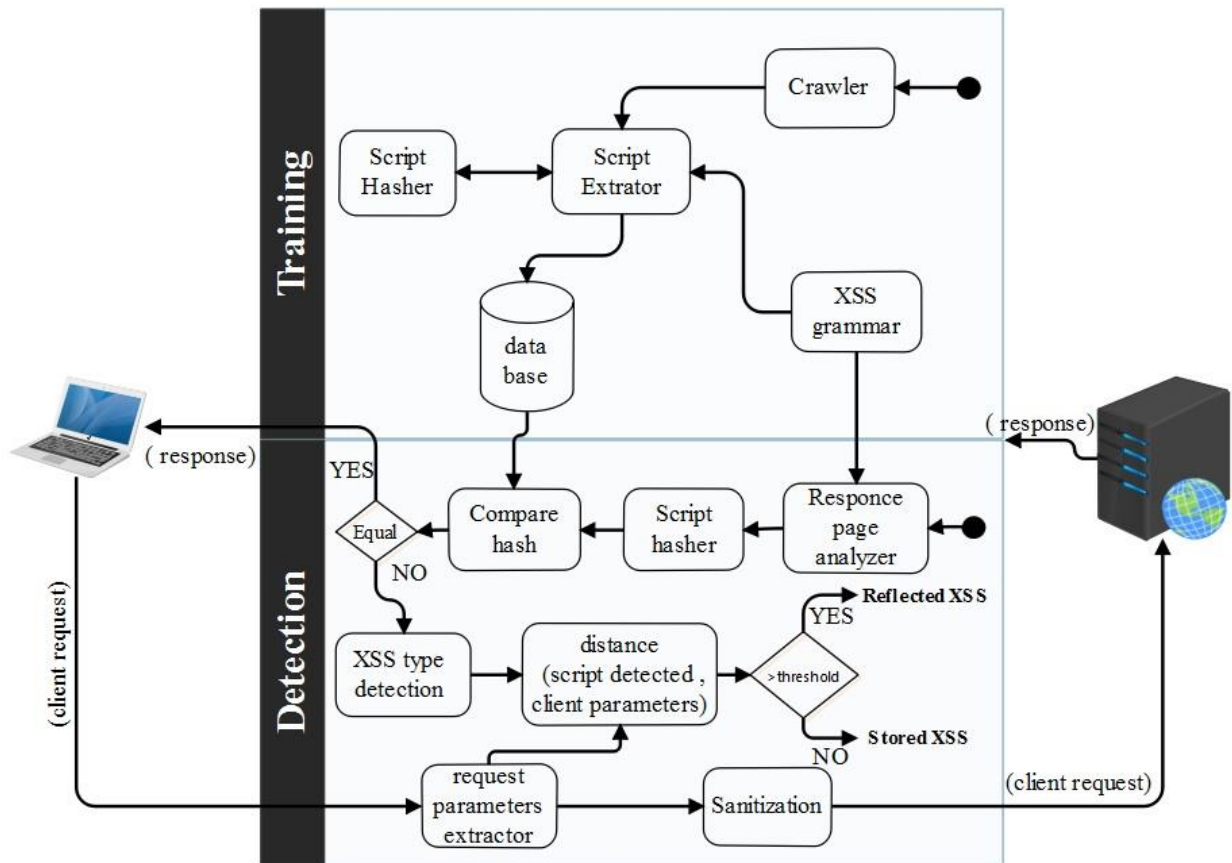 Training
Crawler
Script
Hasher
Script
Extrator
XSS
grammar
data
base
( response)
( response)
Detection
YES
Equal
NO
Compare
hash
Script
hasher
Responce
page
analyzer
Reflected XSS
YES
XSS type
detection
distance
(script detected ,
client parameters)
>threshold
Stored XSS
NO
(client request)
request
parameters
extractor
Sanitization
(client request)